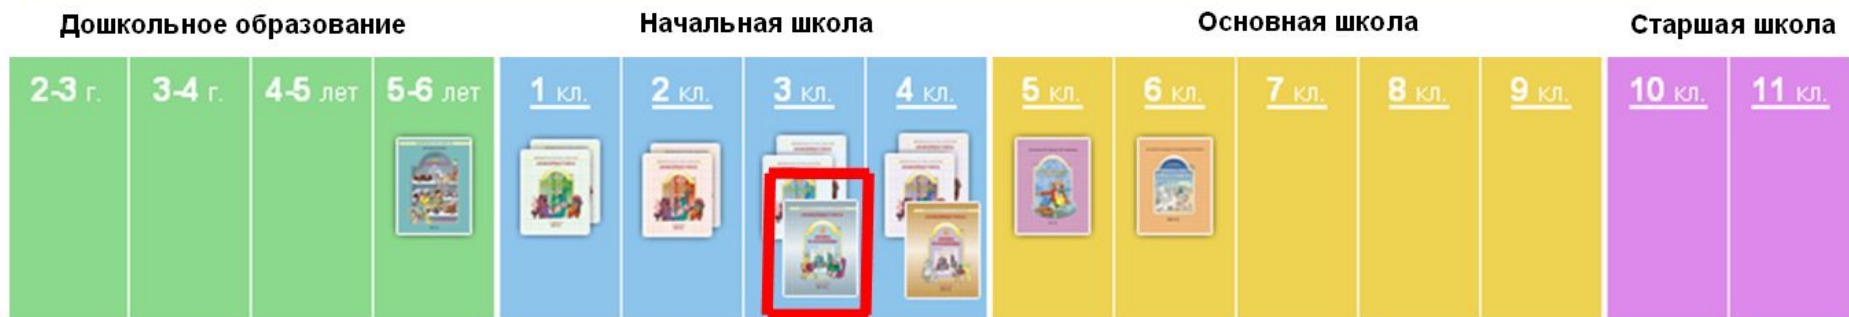 Дошкольное образование Начальная школа Основная школа Старшая школа
2-3 г. 3-4 г. 4-5 лет 5-6 лет 1 кл. 2 кл. 3 кл. 4 кл. 5 кл. 6 кл. 7 кл. 8 кл. 9 кл. 10 кл. 11 кл.